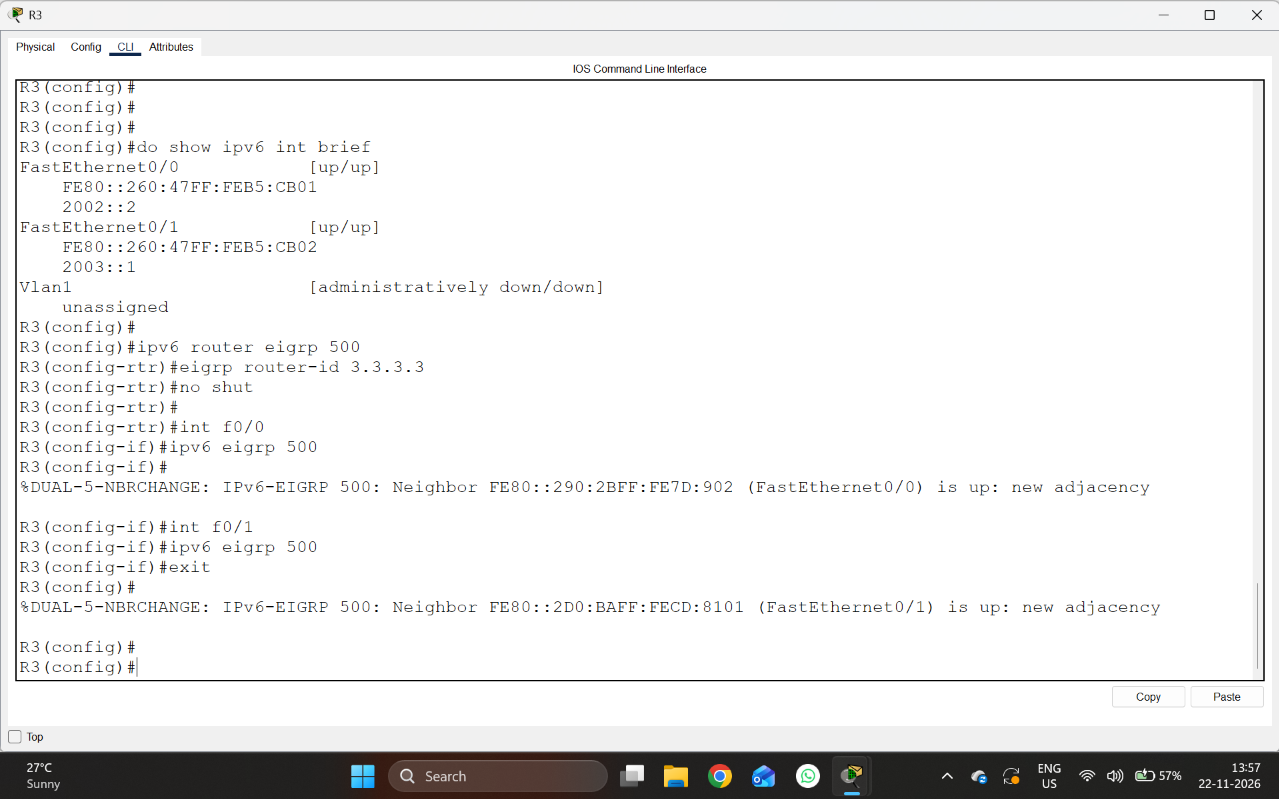 R3
Physical Config CLI Attributes
IOS Command Line Interface
R3(config)#
R3(config)#
R3(config)#
R3(config)#do show ipv6 int brief
FastEthernet0/0 [up/up]
FE80::260:47FF:FEB5:CB01
2002::2
FastEthernet0/1 [up/up]
FE80::260:47FF:FEB5:CB02
2003::1
Vlan1 [administratively down/down]
unassigned
R3(config)#
R3(config)#ipv6 router eigrp 500
R3(config-rtr)#eigrp router-id 3.3.3.3
R3(config-rtr)#no shut
R3(config-rtr)#
R3(config-rtr)#int f0/0
R3(config-if)#ipv6 eigrp 500
R3(config-if)#
%DUAL-5-NBRCHANGE: IPv6-EIGRP 500: Neighbor FE80::290:2BFF:FE7D:902 (FastEthernet0/0) is up: new adjacency
R3(config-if)#int f0/1
R3(config-if)#ipv6 eigrp 500
R3(config-if)#exit
R3(config)#
%DUAL-5-NBRCHANGE: IPv6-EIGRP 500: Neighbor FE80::2D0:BAFF:FECD:8101 (FastEthernet0/1) is up: new adjacency
R3(config)#
R3(config)#
Copy Paste
Top
27°C
Sunny
Search
ENG
US
57%
13:57
22-11-2026